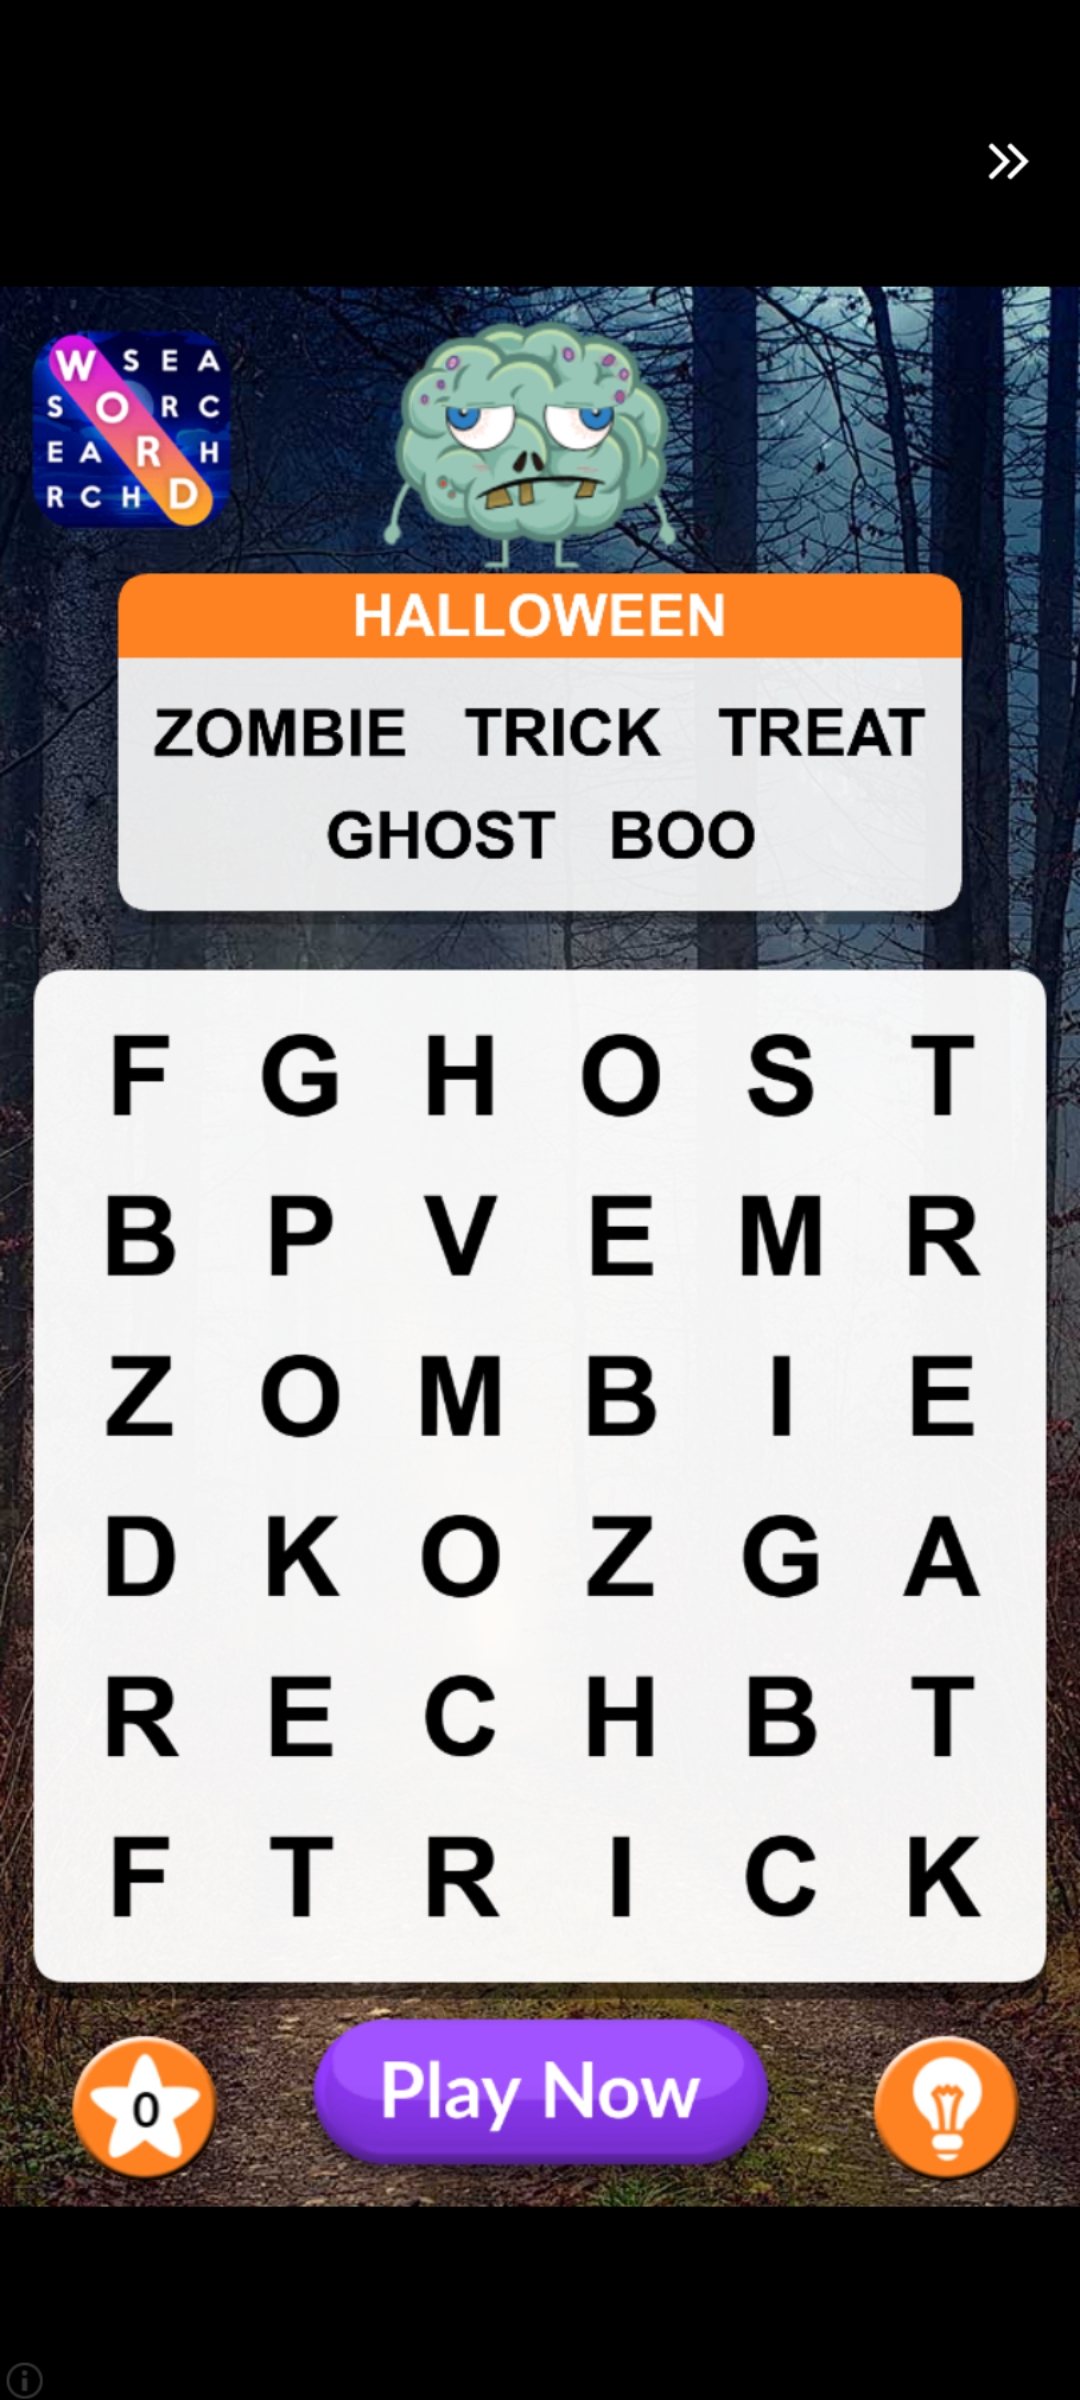 W S E A
S O R C
E A R H
R C H D
HALLOWEEN
ZOMBIE TRICK TREAT
GHOST BOO
F G H O S T
B P V E M R
Z O M B I E
D K O Z G A
R E C H B T
F T R I C K
0
Play Now